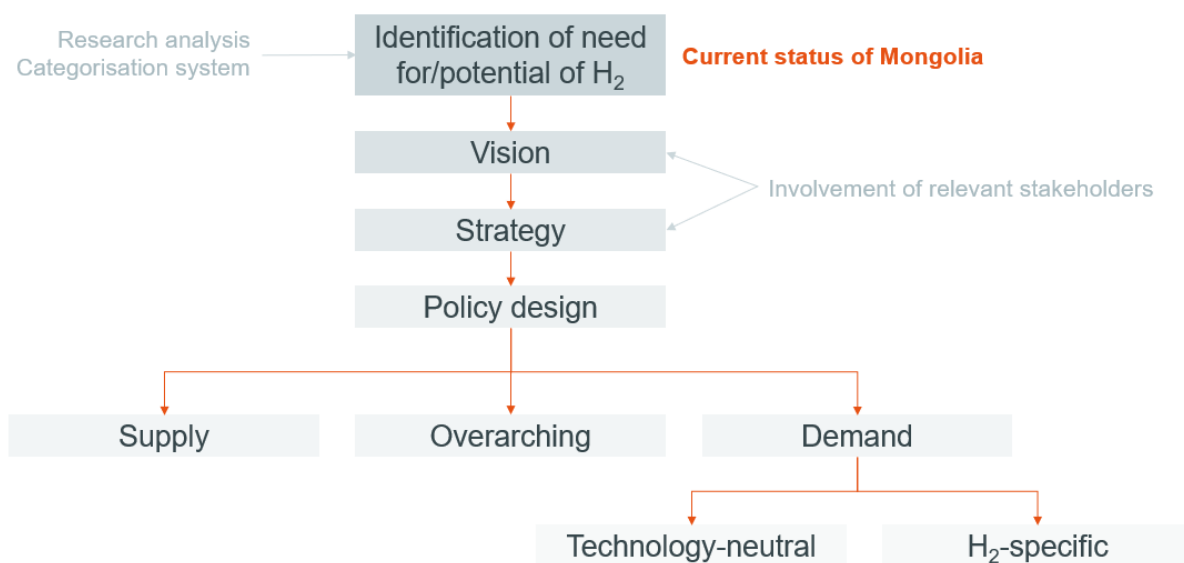 Research analysis
Categorisation system
Identification of need
for/potential of H₂
Current status of Mongolia
Vision
Involvement of relevant stakeholders
Strategy
Policy design
Supply
Overarching
Demand
Technology-neutral
H₂-specific